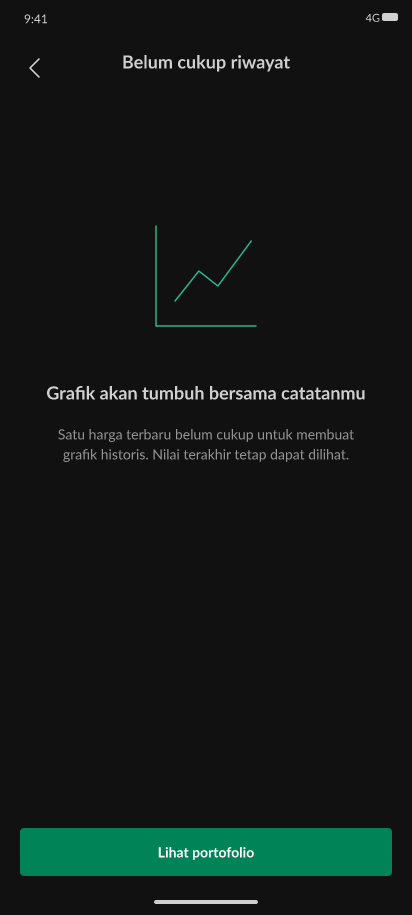 9:41
4G
Belum cukup riwayat
Grafik akan tumbuh bersama catatanmu
Satu harga terbaru belum cukup untuk membuat
grafik historis. Nilai terakhir tetap dapat dilihat.
Lihat portofolio